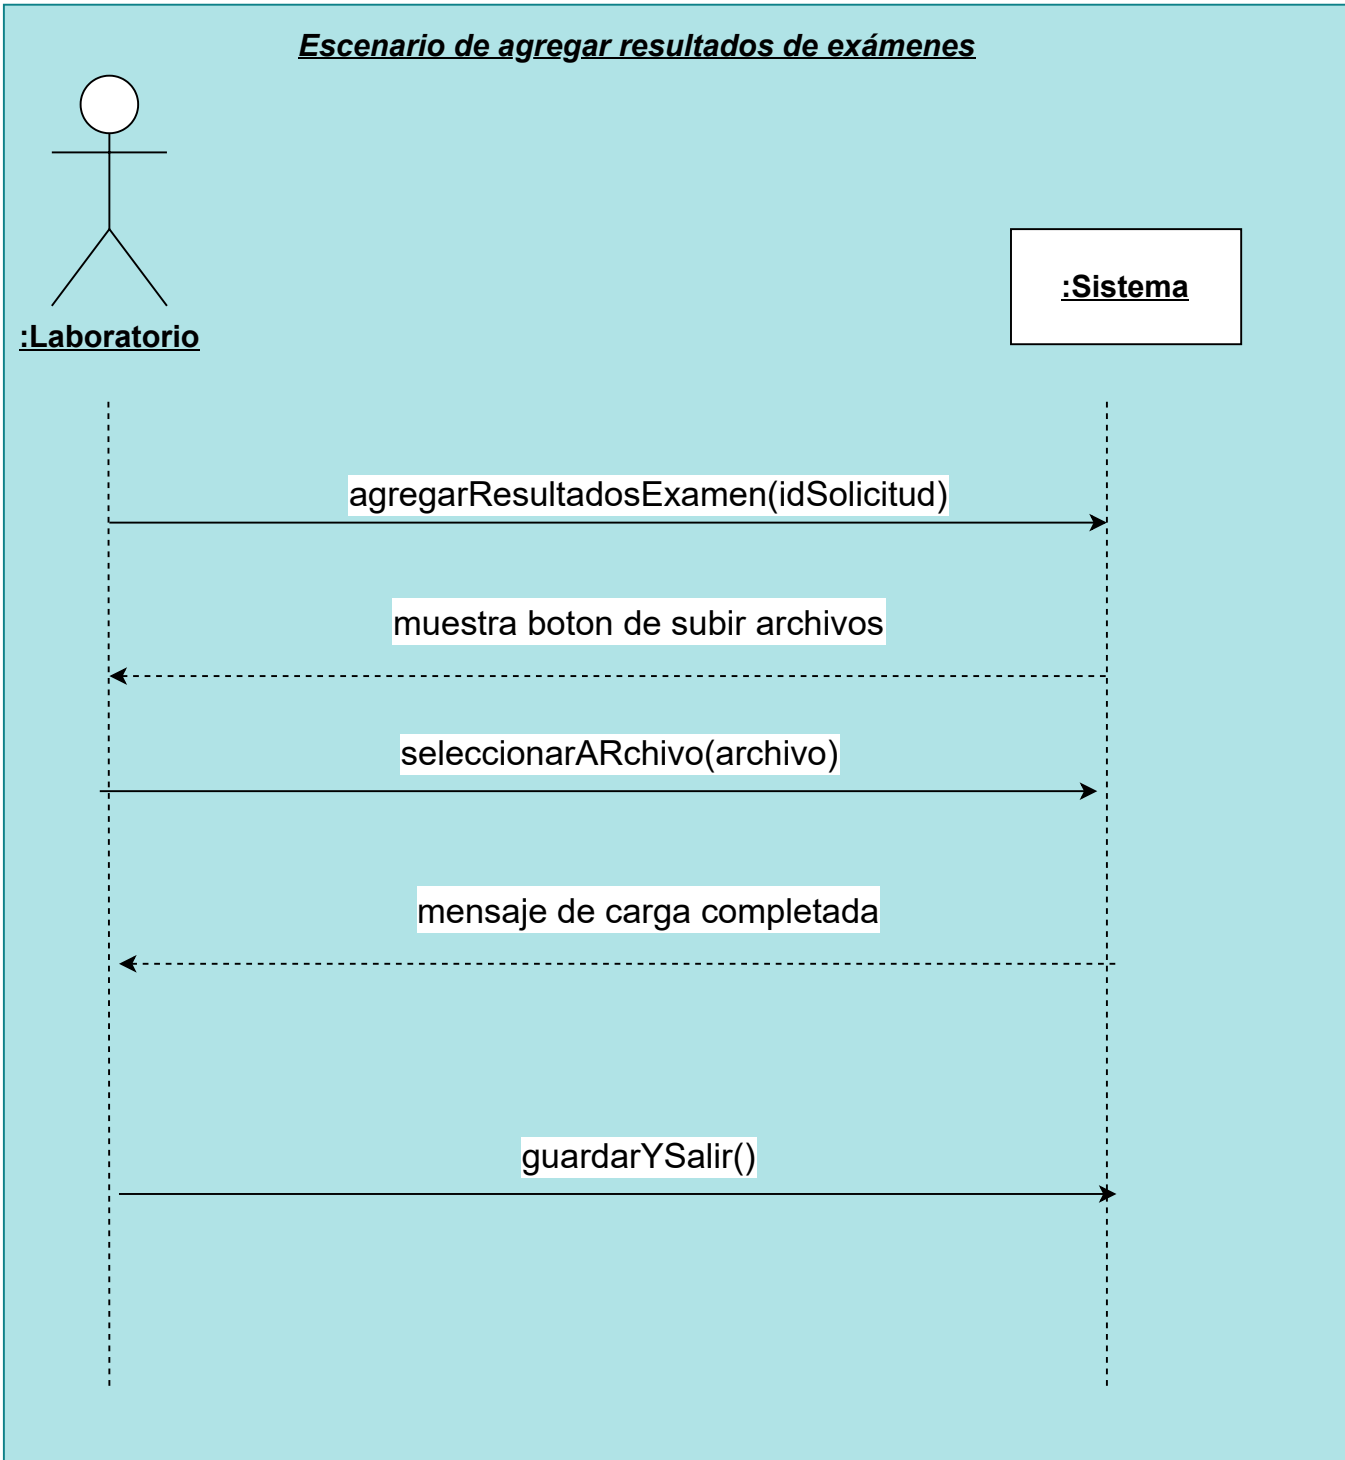 Escenario de agregar resultados de exámenes
:Laboratorio
:Sistema
agregarResultadosExamen(idSolicitud)
muestra boton de subir archivos
seleccionarARchivo(archivo)
mensaje de carga completada
guardarYSalir()